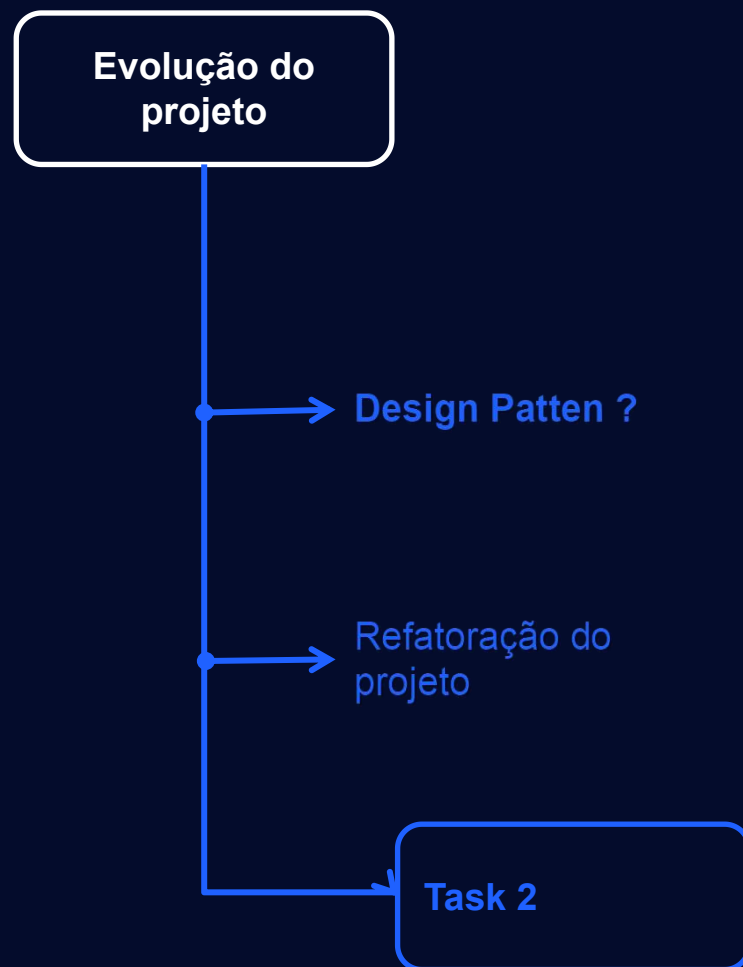 Evolução do
projeto
Design Patten ?
Refatoração do
projeto
Task 2